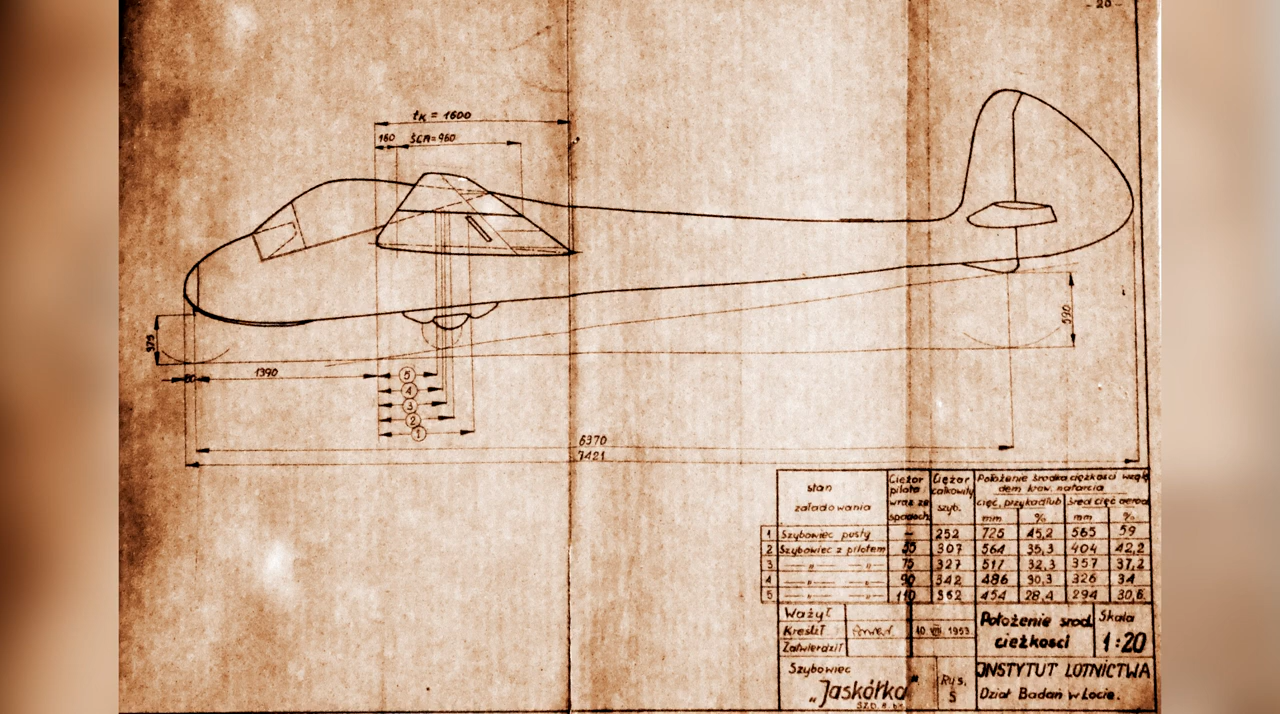 - 20 -
tK = 1600
160 ŚCA=960
375
590
1390
5
4
3
2
1
6370
7421
stan załadowania
Ciężar pilota wraz ze spadoch.
Ciężar całkowity szyb.
Położenie środka ciężkości wzglę
dem kraw. natarcia
cięć. przykadłub
średn cięć aerod
mm % mm %
1 Szybowiec pusty — 252 725 45,2 565 59
2 Szybowiec z pilotem 55 307 564 35,3 404 42,2
3 —〃— 〃 75 327 517 32,3 357 37,2
4 —〃— 〃 90 342 486 30,3 326 34
5 —〃— 〃 110 362 454 28,4 294 30,6
Ważył
Kreślił 10. VIII. 1953
Zatwierdził
Położenie środ.
ciężkości
Skala
1:20
Szybowiec
„Jaskółka"
Rys.
5
INSTYTUT LOTNICTWA
Dział Badań w Locie.